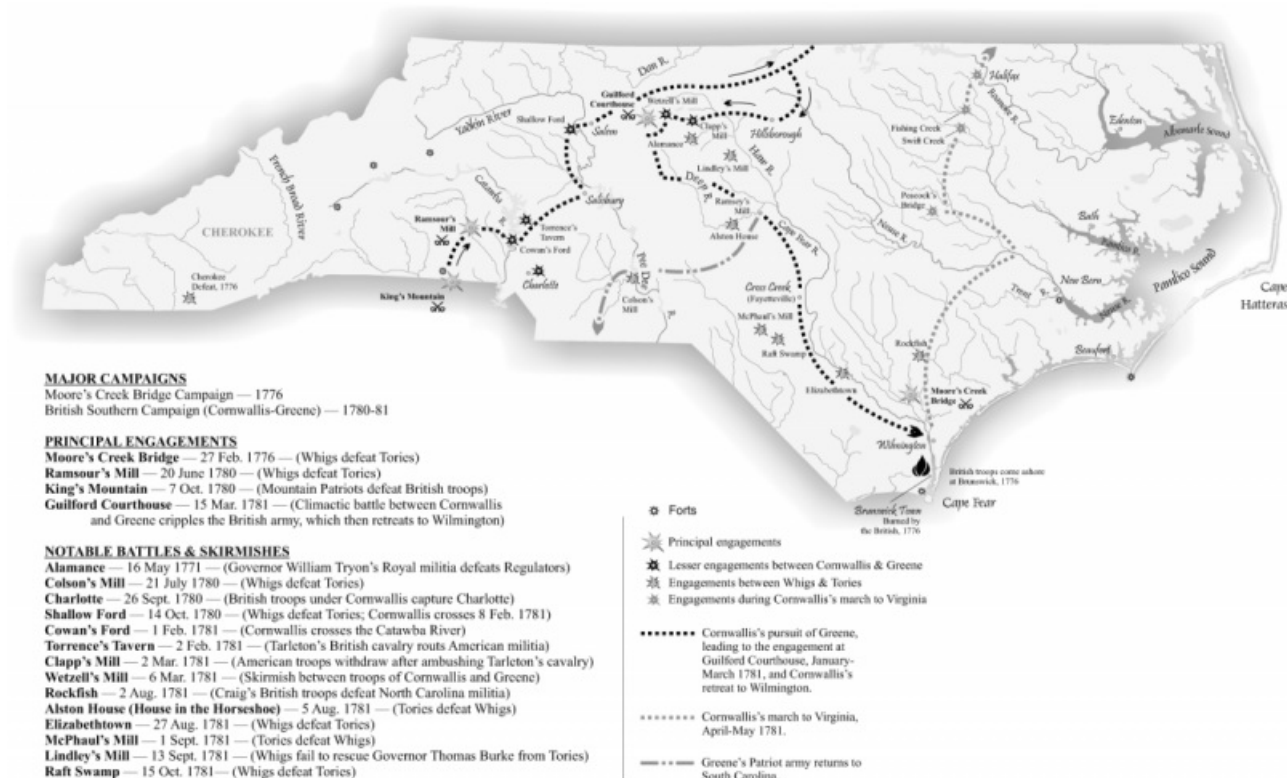 Dan R.
Halifax
Roanoke R.
Guilford
Courthouse
Wetzell's Mill
Shallow Ford
Salem
Yadkin River
Clapp's
Mill
Alamance
Hillsborough
Fishing Creek
Swift Creek
Edenton
Albemarle Sound
Haw R.
Lindley's Mill
French Broad River
Catawba
R.
Salisbury
Deep R.
Ramsey's
Mill
Peacock's
Bridge
Bath
Pamlico R.
CHEROKEE
Ramsour's
Mill
Torrence's
Tavern
Cowan's Ford
Alston House
Cape Fear R.
Neuse R.
Pamlico Sound
Cherokee
Defeat, 1776
Charlotte
Pee Dee
Colson's
Mill
Cross Creek
(Fayetteville)
Trent
R.
New Bern
Neuse R.
Cape
Hatteras
King's Mountain
McPhaul's Mill
Raft Swamp
Rockfish
Beaufort
Elizabethtown
Moore's Creek
Bridge
Wilmington
British troops come ashore
at Brunswick, 1776
Brunswick Town
Burned by
the British, 1776
Cape Fear
MAJOR CAMPAIGNS
Moore's Creek Bridge Campaign — 1776
British Southern Campaign (Cornwallis-Greene) — 1780-81
PRINCIPAL ENGAGEMENTS
Moore's Creek Bridge — 27 Feb. 1776 — (Whigs defeat Tories)
Ramsour's Mill — 20 June 1780 — (Whigs defeat Tories)
King's Mountain — 7 Oct. 1780 — (Mountain Patriots defeat British troops)
Guilford Courthouse — 15 Mar. 1781 — (Climactic battle between Cornwallis
and Greene cripples the British army, which then retreats to Wilmington)
NOTABLE BATTLES & SKIRMISHES
Alamance — 16 May 1771 — (Governor William Tryon's Royal militia defeats Regulators)
Colson's Mill — 21 July 1780 — (Whigs defeat Tories)
Charlotte — 26 Sept. 1780 — (British troops under Cornwallis capture Charlotte)
Shallow Ford — 14 Oct. 1780 — (Whigs defeat Tories; Cornwallis crosses 8 Feb. 1781)
Cowan's Ford — 1 Feb. 1781 — (Cornwallis crosses the Catawba River)
Torrence's Tavern — 2 Feb. 1781 — (Tarleton's British cavalry routs American militia)
Clapp's Mill — 2 Mar. 1781 — (American troops withdraw after ambushing Tarleton's cavalry)
Wetzell's Mill — 6 Mar. 1781 — (Skirmish between troops of Cornwallis and Greene)
Rockfish — 2 Aug. 1781 — (Craig's British troops defeat North Carolina militia)
Alston House (House in the Horseshoe) — 5 Aug. 1781 — (Tories defeat Whigs)
Elizabethtown — 27 Aug. 1781 — (Whigs defeat Tories)
McPhaul's Mill — 1 Sept. 1781 — (Tories defeat Whigs)
Lindley's Mill — 13 Sept. 1781 — (Whigs fail to rescue Governor Thomas Burke from Tories)
Raft Swamp — 15 Oct. 1781— (Whigs defeat Tories)
Forts
Principal engagements
Lesser engagements between Cornwallis & Greene
Engagements between Whigs & Tories
Engagements during Cornwallis's march to Virginia
Cornwallis's pursuit of Greene,
leading to the engagement at
Guilford Courthouse, January-
March 1781, and Cornwallis's
retreat to Wilmington.
Cornwallis's march to Virginia,
April-May 1781.
Greene's Patriot army returns to
South Carolina